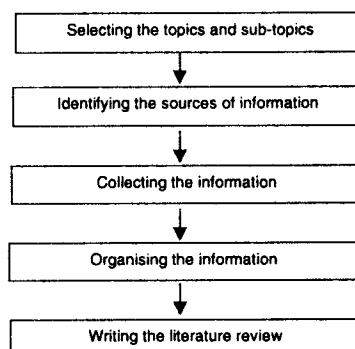 Selecting the topics and sub-topics
Identifying the sources of information
Collecting the information
Organising the information
Writing the literature review